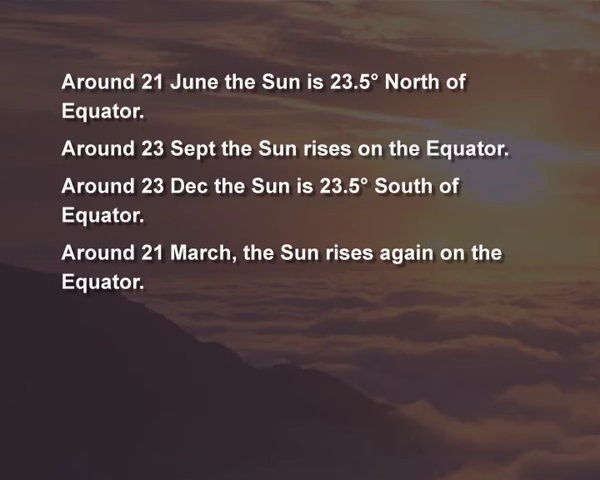 Around 21 June the Sun is 23.5° North of
Equator.
Around 23 Sept the Sun rises on the Equator.
Around 23 Dec the Sun is 23.5° South of
Equator.
Around 21 March, the Sun rises again on the
Equator.